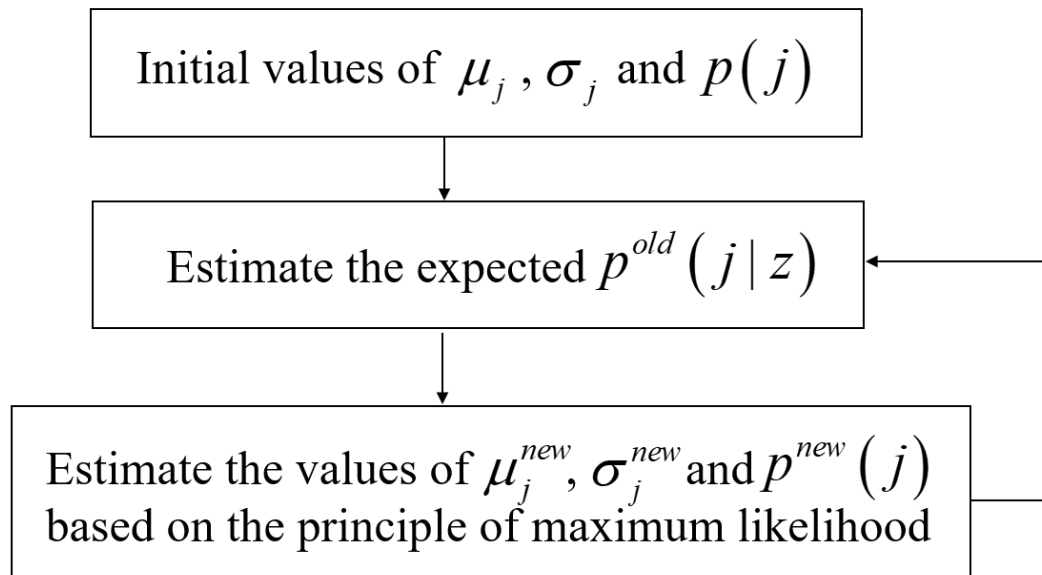 Initial values of μ_j , σ_j and p(j)
Estimate the expected p^old (j | z)
Estimate the values of μ_j^new, σ_j^new and p^new (j)
based on the principle of maximum likelihood